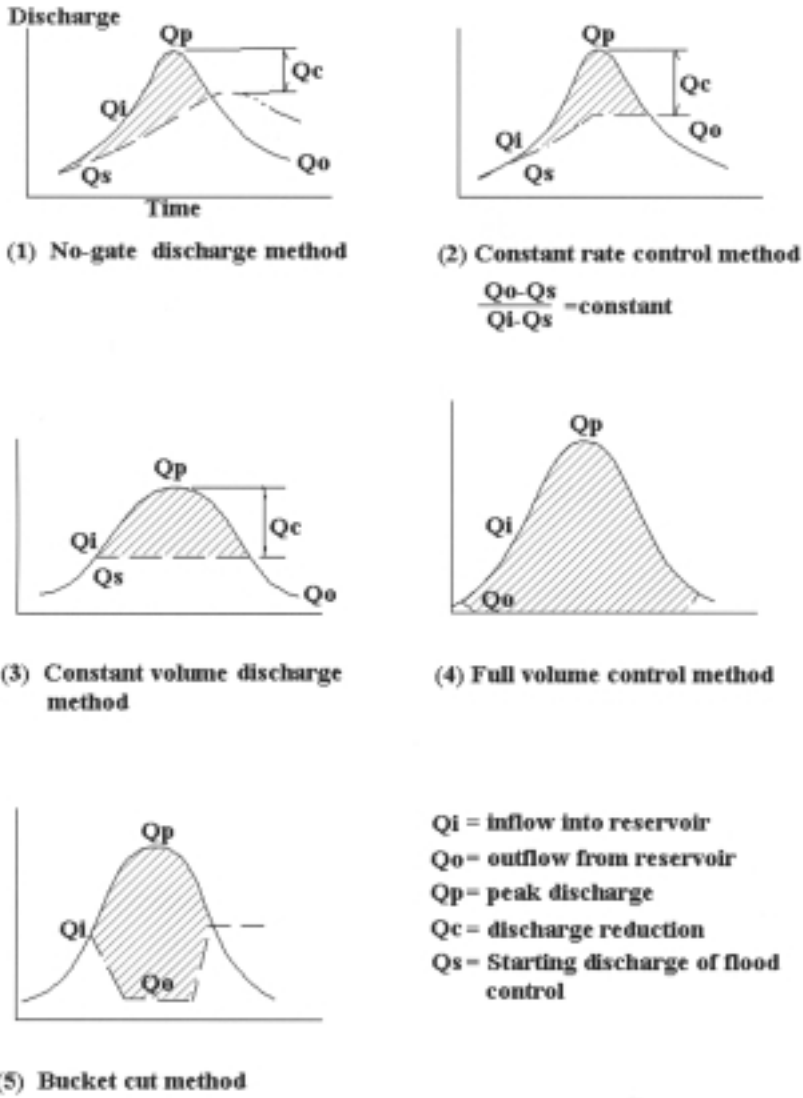 Discharge
Qp
Qc
Qi
Qs
Qo
Time
(1) No-gate discharge method
Qp
Qc
Qi
Qo
Qs
(2) Constant rate control method
Qo-Qs
Qi-Qs
=constant
Qp
Qc
Qi
Qs
Qo
(3) Constant volume discharge
method
Qp
Qi
Qo
(4) Full volume control method
Qp
Qi
Qo
(5) Bucket cut method
Qi = inflow into reservoir
Qo= outflow from reservoir
Qp= peak discharge
Qc = discharge reduction
Qs= Starting discharge of flood
control